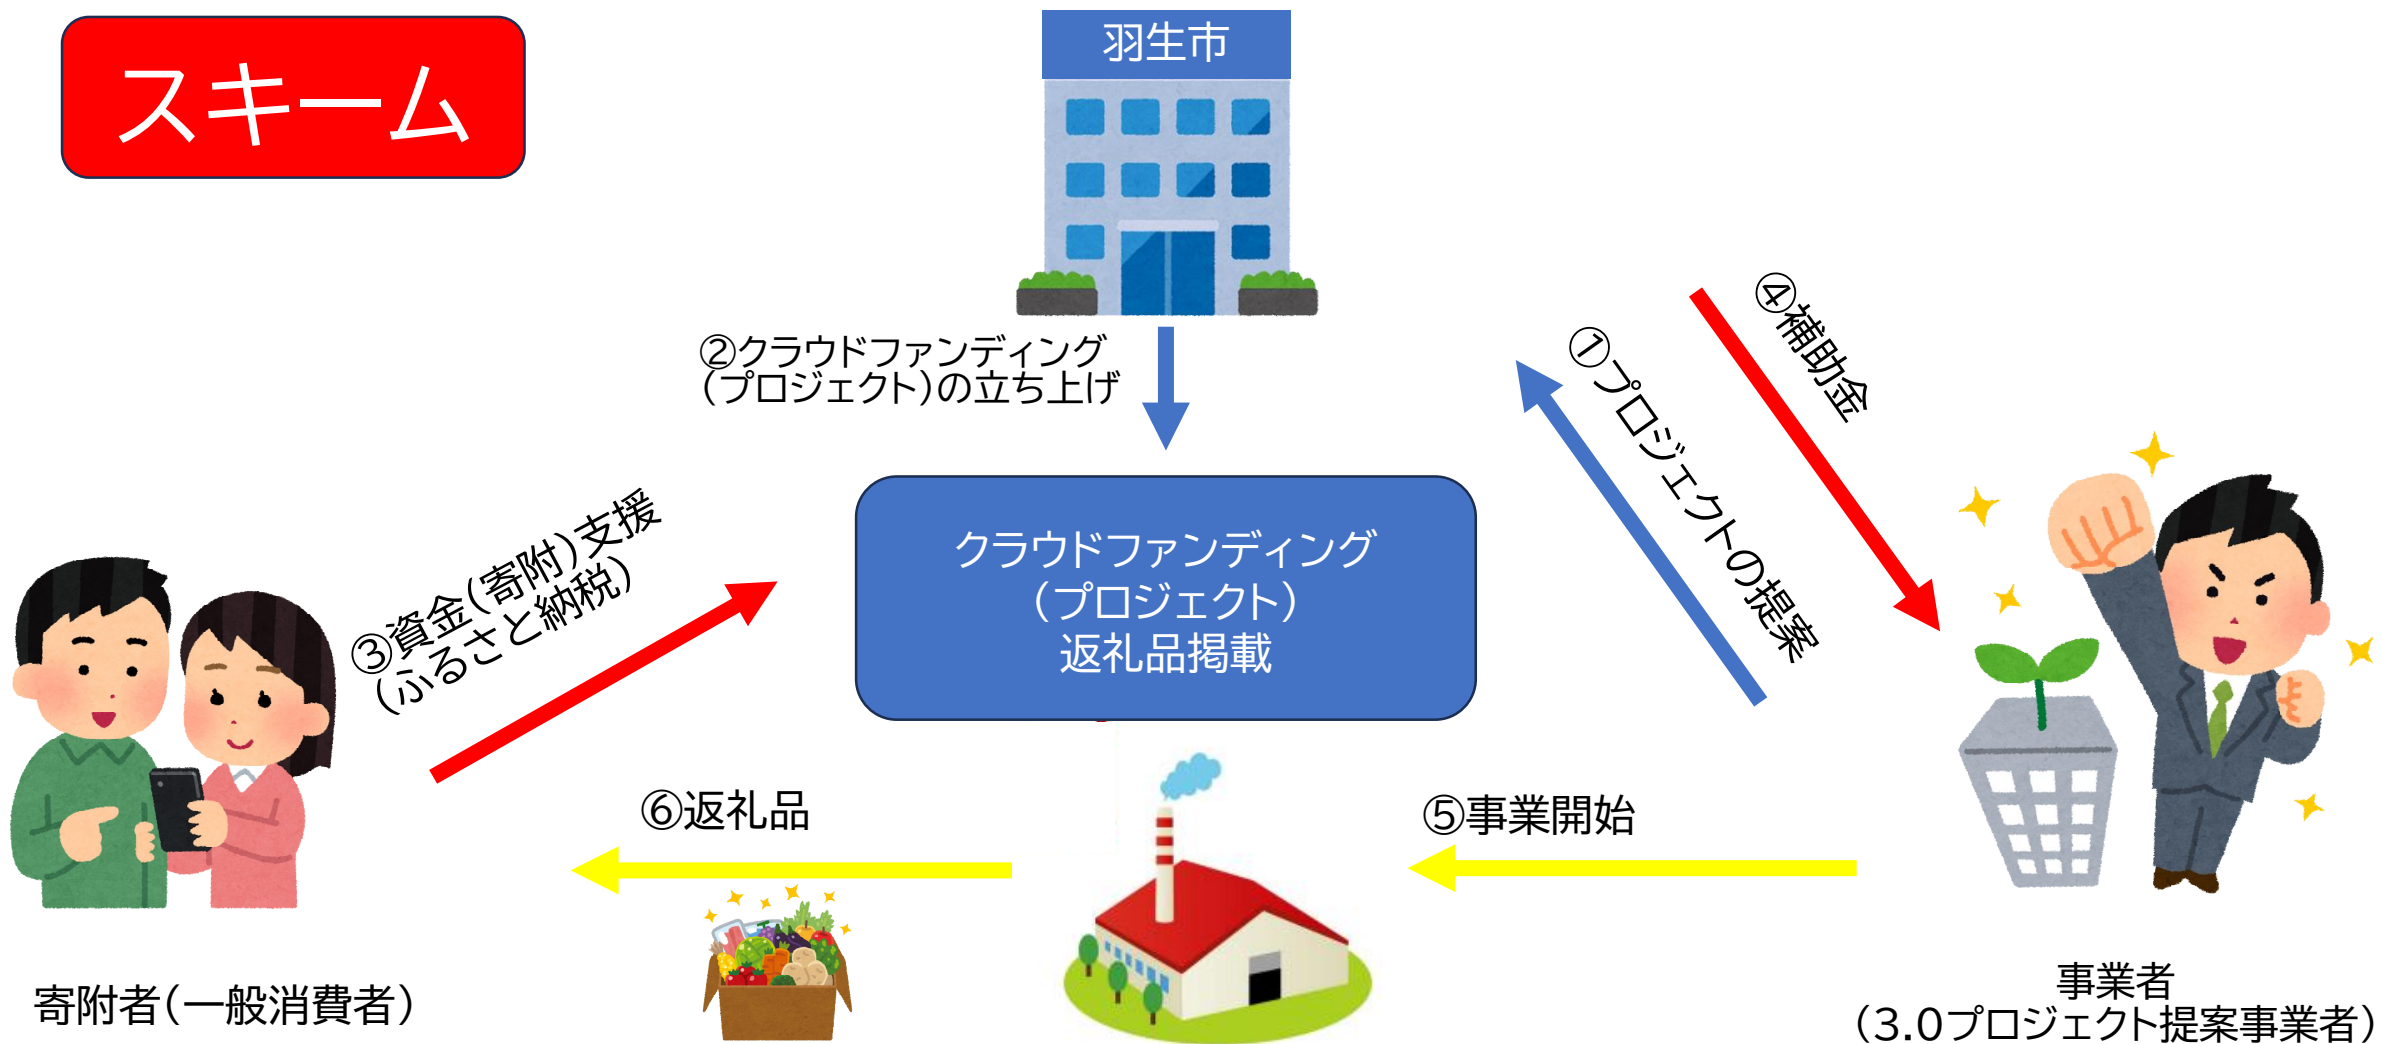 スキーム
羽生市
②クラウドファンディング
（プロジェクト）の立ち上げ
④補助金
①プロジェクトの提案
③資金（寄附）支援
（ふるさと納税）
クラウドファンディング
（プロジェクト）
返礼品掲載
⑥返礼品
⑤事業開始
寄附者（一般消費者）
事業者
（3.0プロジェクト提案事業者）